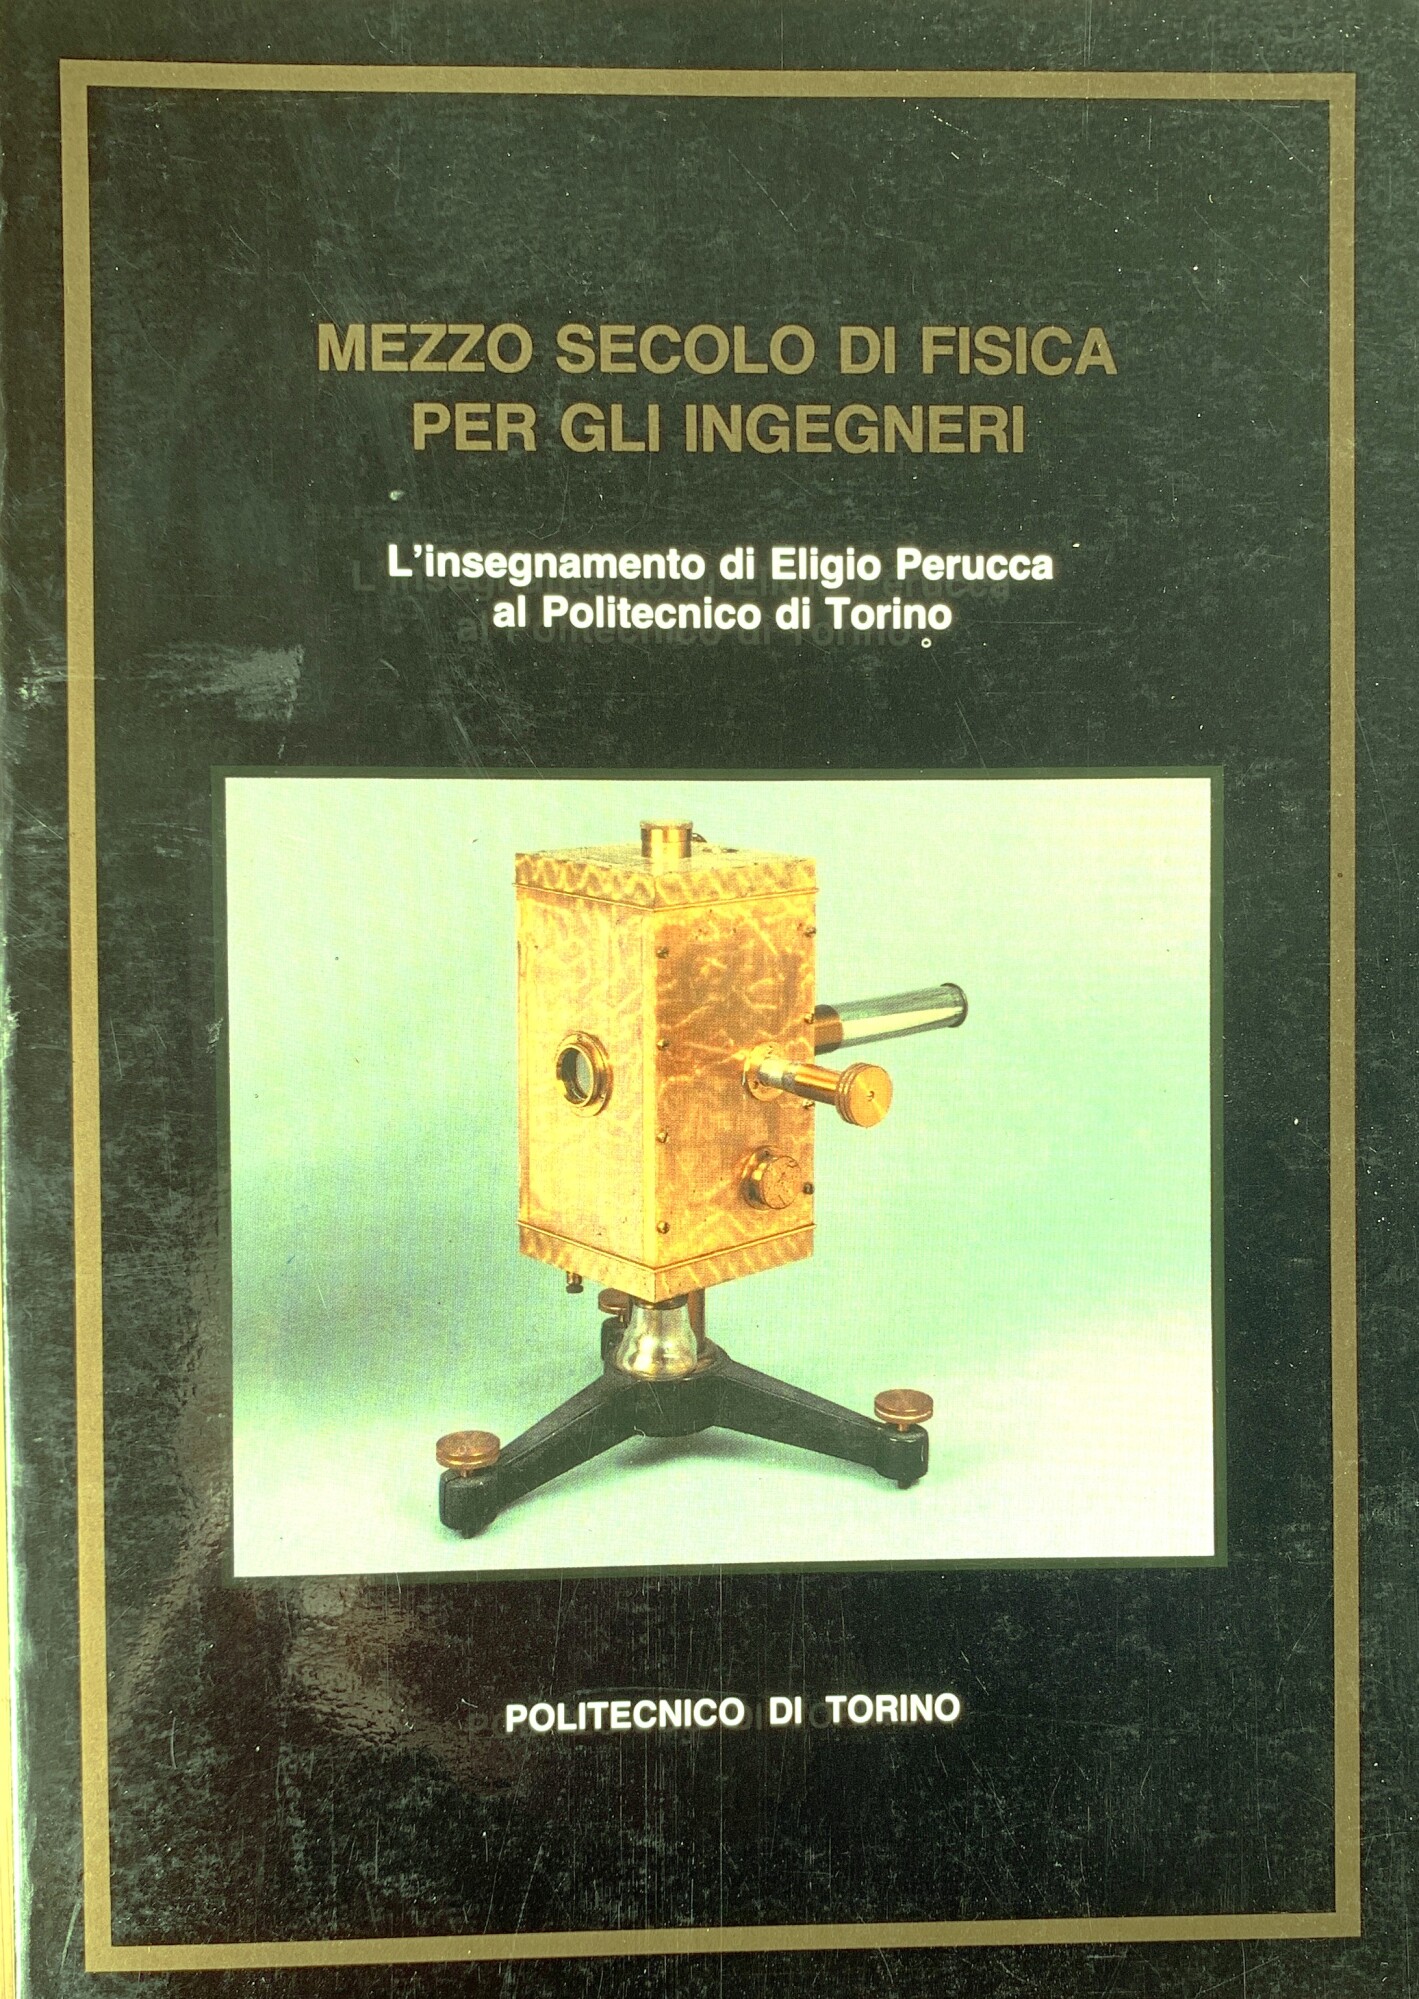 MEZZO SECOLO DI FISICA
PER GLI INGEGNERI
L'insegnamento di Eligio Perucca
al Politecnico di Torino
POLITECNICO DI TORINO